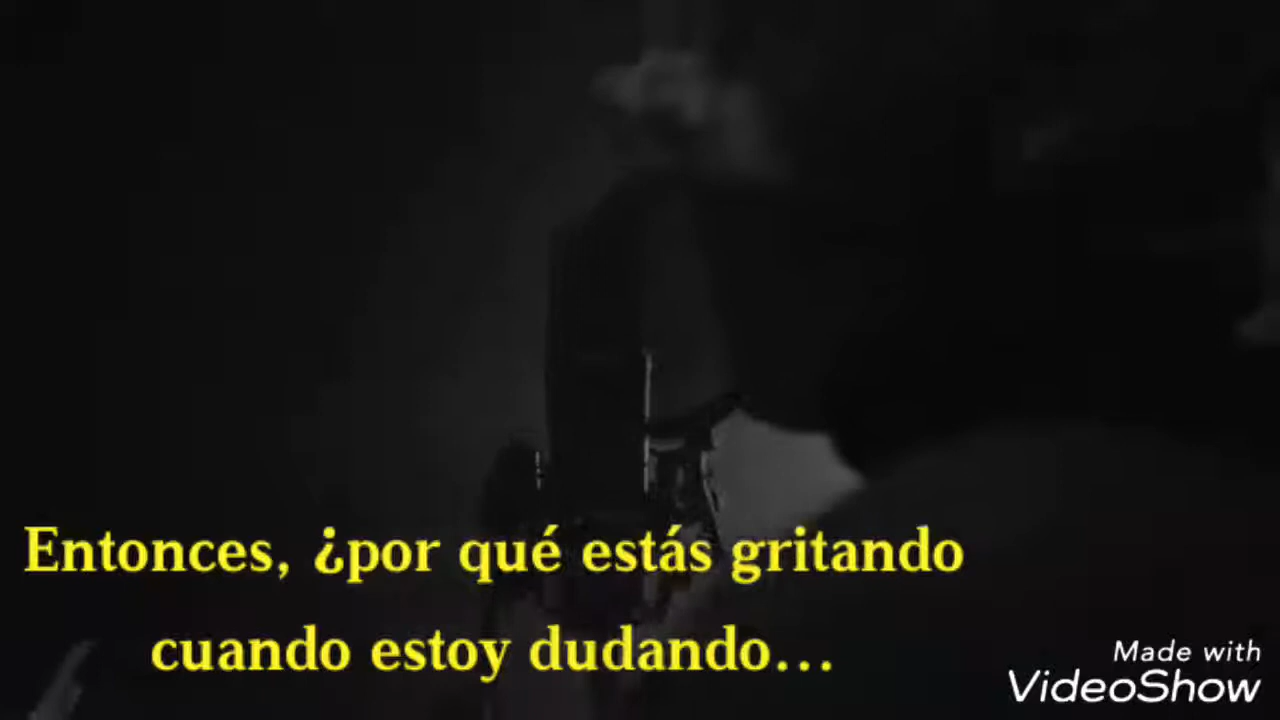 Entonces, ¿por qué estás gritando
cuando estoy dudando...
Made with
VideoShow